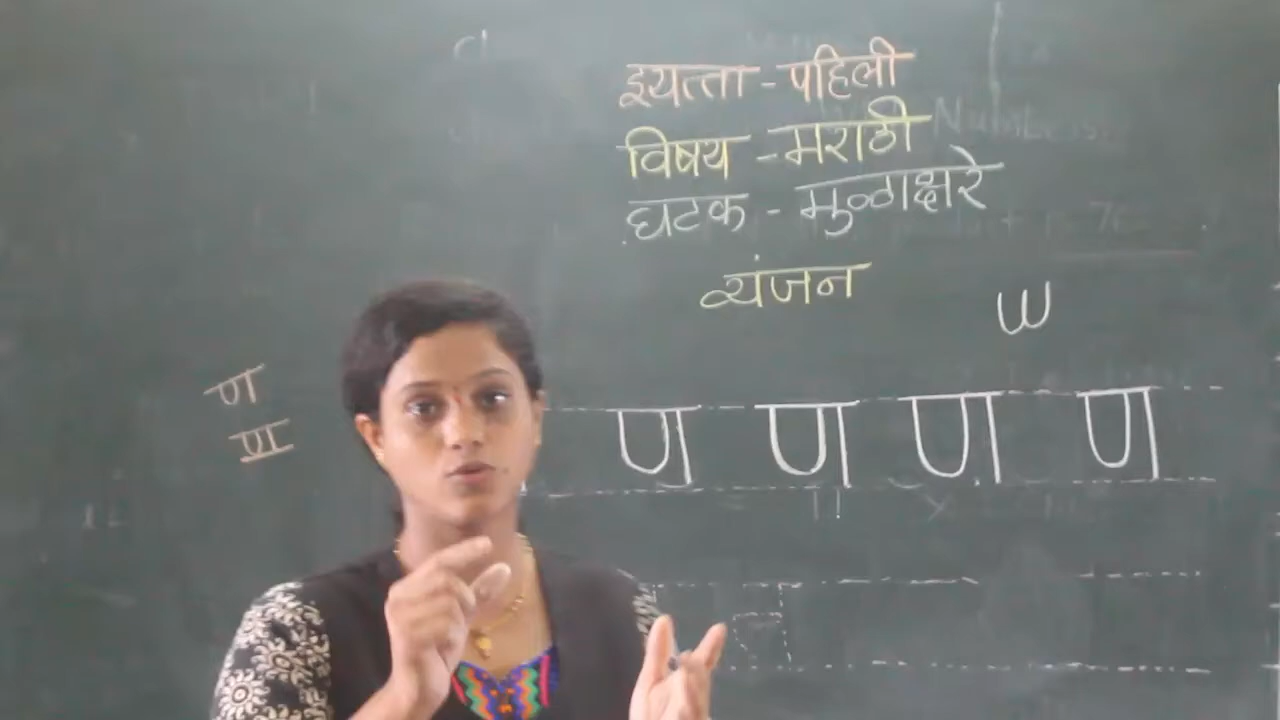 इयत्ता - पहिली
विषय - मराठी
घटक - मुळाक्षरे
व्यंजन
ण
ण
ण ण ण ण